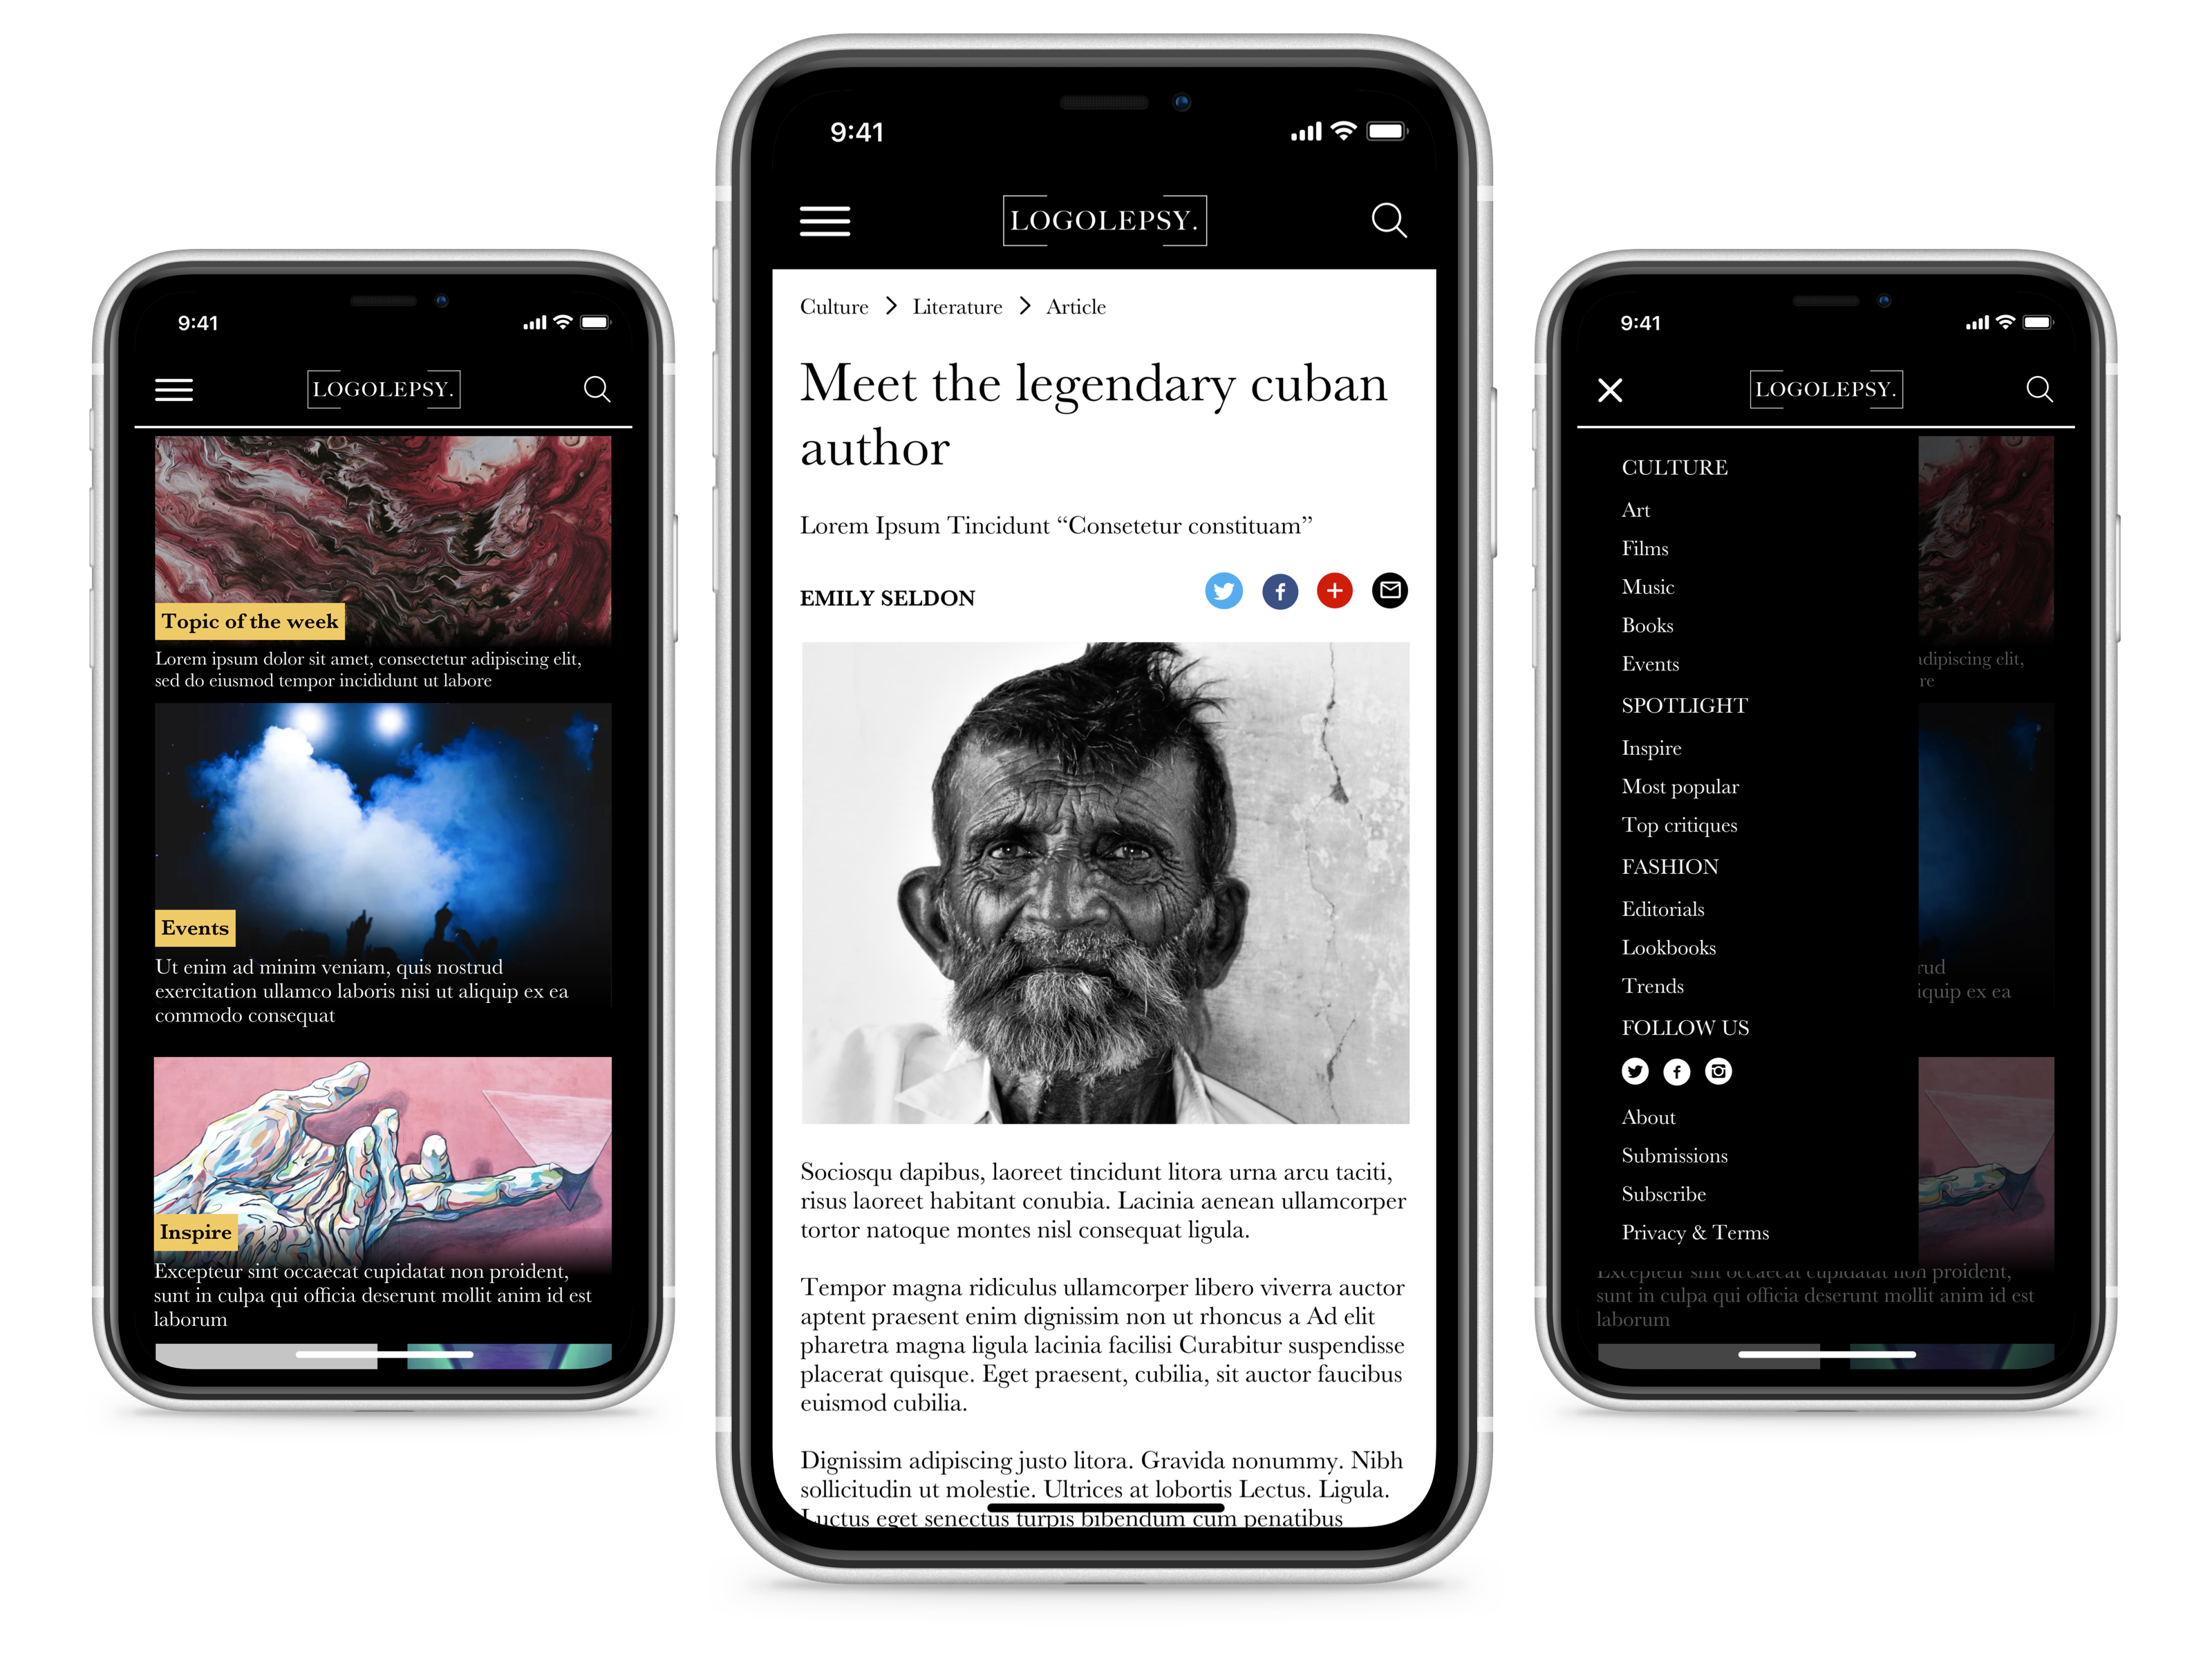 9:41
LOGOLEPSY.
Topic of the week
Lorem ipsum dolor sit amet, consectetur adipiscing elit,
sed do eiusmod tempor incididunt ut labore
Events
Ut enim ad minim veniam, quis nostrud
exercitation ullamco laboris nisi ut aliquip ex ea
commodo consequat
Inspire
Excepteur sint occaecat cupidatat non proident,
sunt in culpa qui officia deserunt mollit anim id est
laborum
9:41
LOGOLEPSY.
Culture > Literature > Article
Meet the legendary cuban
author
Lorem Ipsum Tincidunt “Consetetur constituam”
EMILY SELDON
Sociosqu dapibus, laoreet tincidunt litora urna arcu taciti,
risus laoreet habitant conubia. Lacinia aenean ullamcorper
tortor natoque montes nisl consequat ligula.
Tempor magna ridiculus ullamcorper libero viverra auctor
aptent praesent enim dignissim non ut rhoncus a Ad elit
pharetra magna ligula lacinia facilisi Curabitur suspendisse
placerat quisque. Eget praesent, cubilia, sit auctor faucibus
euismod cubilia.
Dignissim adipiscing justo litora. Gravida nonummy. Nibh
sollicitudin ut molestie. Ultrices at lobortis Lectus. Ligula.
Luctus eget senectus turpis bibendum cum penatibus
9:41
LOGOLEPSY.
CULTURE
Art
Films
Music
Books
Events
SPOTLIGHT
Inspire
Most popular
Top critiques
FASHION
Editorials
Lookbooks
Trends
FOLLOW US
About
Submissions
Subscribe
Privacy & Terms
adipiscing elit,
re
rud
iquip ex ea
Excepteur sint occaecat cupidatat non proident,
sunt in culpa qui officia deserunt mollit anim id est
laborum